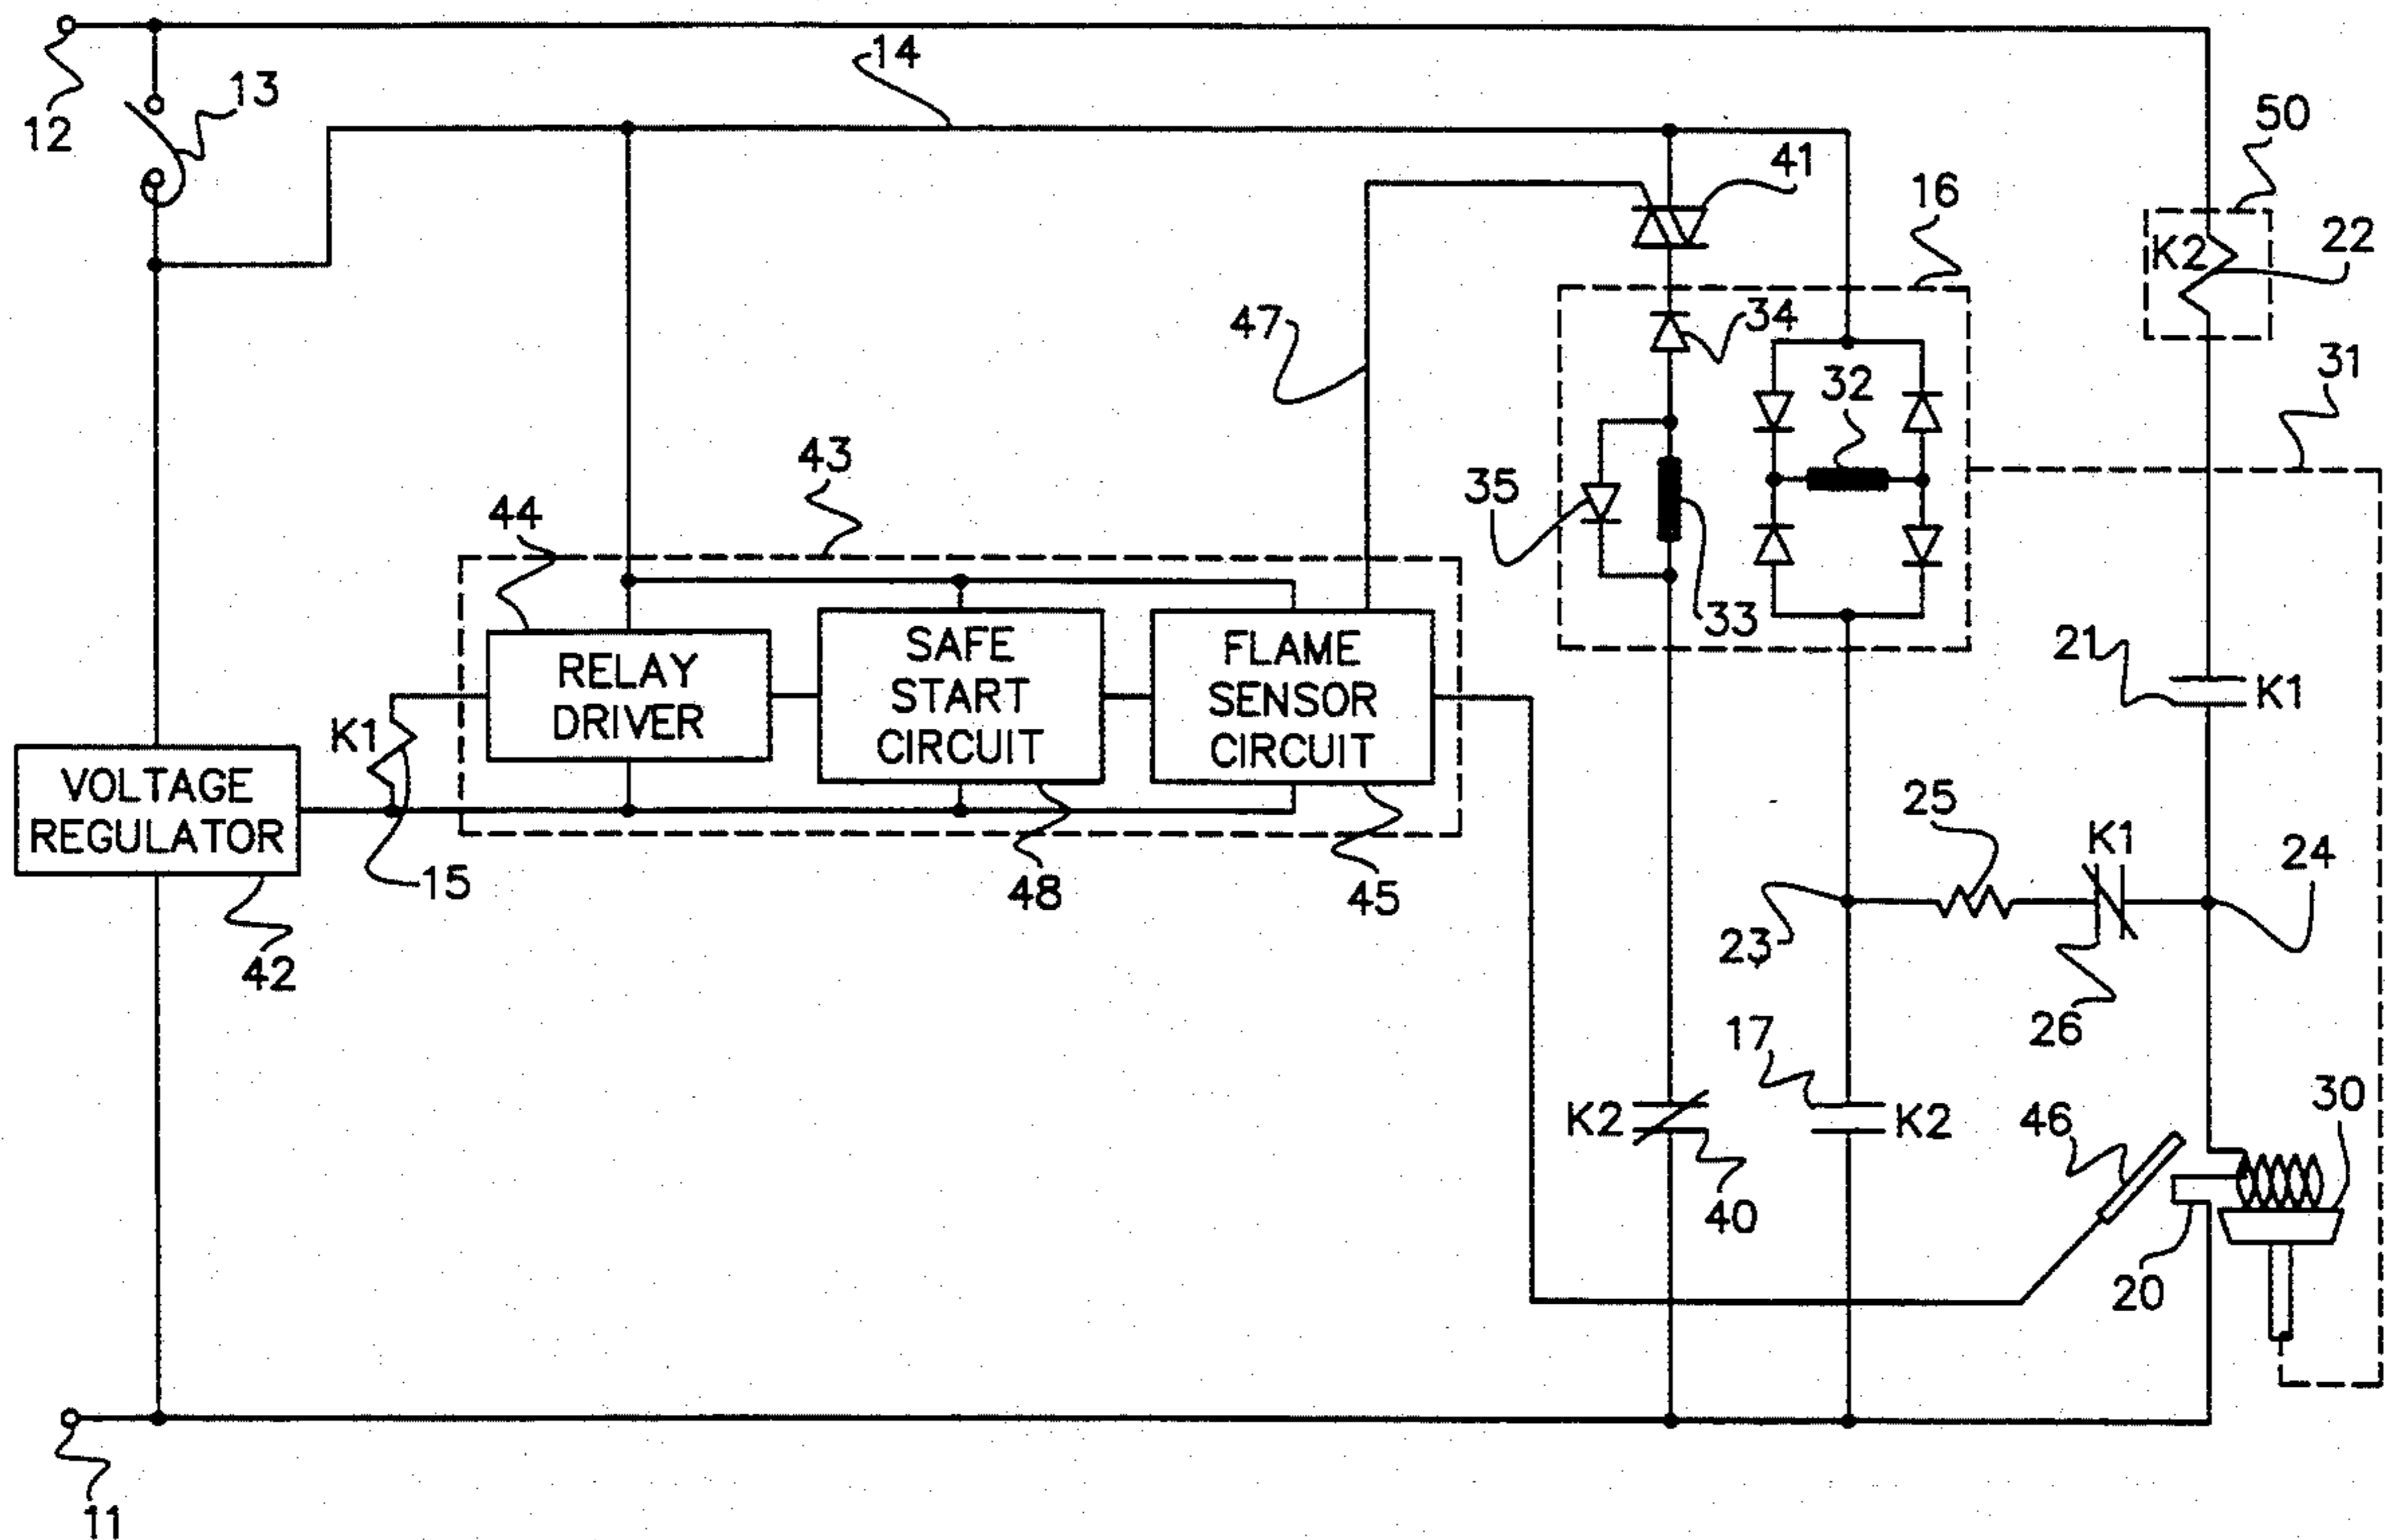 12
13
14
41
50
16
K2
22
34
47
32
31
43
35
44
33
21
K1
RELAY
DRIVER
SAFE
START
CIRCUIT
FLAME
SENSOR
CIRCUIT
K1
VOLTAGE
REGULATOR
15
48
45
25
K1
24
23
42
26
17
K2
K2
46
30
40
20
11